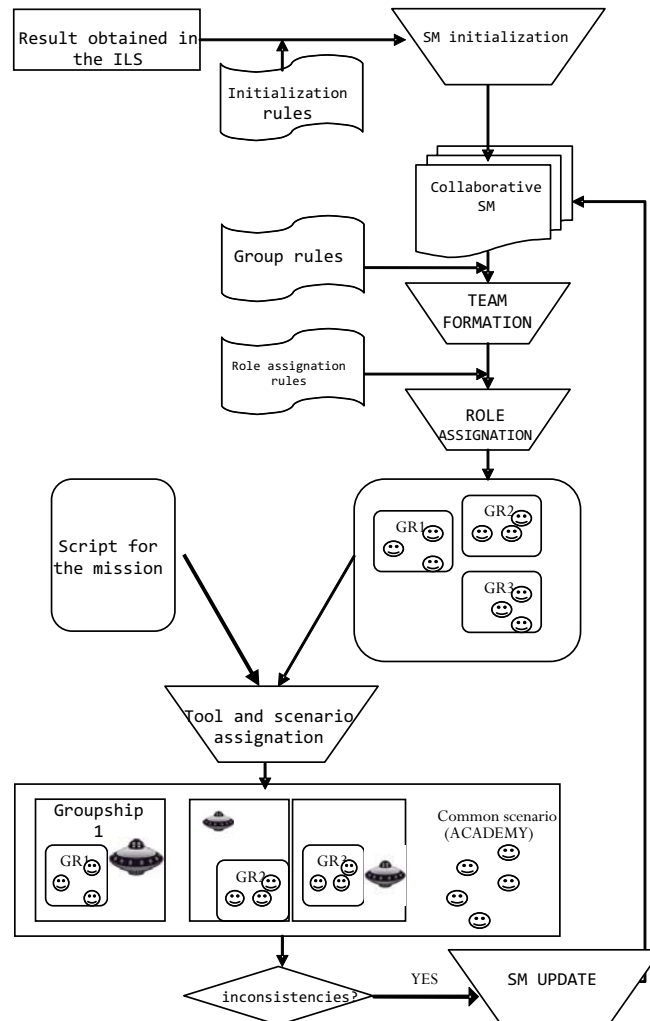 Result obtained in
the ILS
SM initialization
Initialization
rules
Collaborative
SM
Group rules
TEAM
FORMATION
Role assignation
rules
ROLE
ASSIGNATION
GR1
GR2
GR3
Script for
the mission
Tool and scenario
assignation
Groupship
1
GR1
GR2
GR2
Common scenario
(ACADEMY)
inconsistencies?
YES
SM UPDATE